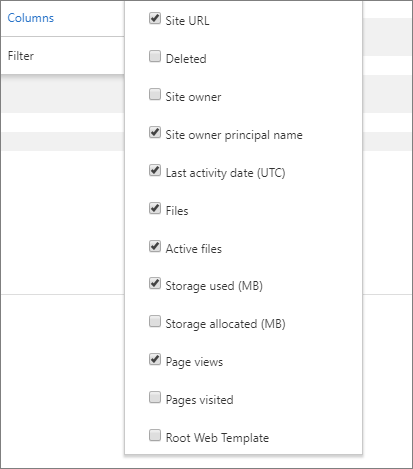 Columns
Filter
Site URL
Deleted
Site owner
Site owner principal name
Last activity date (UTC)
Files
Active files
Storage used (MB)
Storage allocated (MB)
Page views
Pages visited
Root Web Template